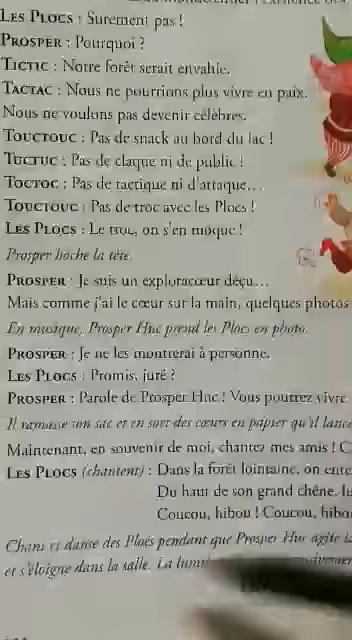 LES PLOCS : Surement pas !
PROSPER : Pourquoi ?
TICTIC : Notre forêt serait envahie.
TACTAC : Nous ne pourrions plus vivre en paix.
Nous ne voulons pas devenir célèbres.
TOUCTOUC : Pas de snack au bord du lac !
TUCTUC : Pas de claque ni de public !
TOCTOC : Pas de tactique ni d'attaque...
TOUCTOUC : Pas de troc avec les Plocs !
LES PLOCS : Le troc, on s'en moque !
Prosper hoche la tête.
PROSPER : Je suis un exploracœur déçu...
Mais comme j'ai le cœur sur la main, quelques photos
En musique, Prosper Huc prend les Plocs en photo.
PROSPER : Je ne les montrerai à personne.
LES PLOCS : Promis, juré ?
PROSPER : Parole de Prosper Huc ! Vous pourrez vivre
Il ramasse son sac et en sort des cœurs en papier qu'il lance
Maintenant, en souvenir de moi, chantez mes amis ! C
LES PLOCS (chantent) : Dans la forêt lointaine, on ente
Du haut de son grand chêne,
Coucou, hibou ! Coucou, hibo
Chant et danse des Plocs pendant que Prosper Huc agite
et s'éloigne dans la salle. La